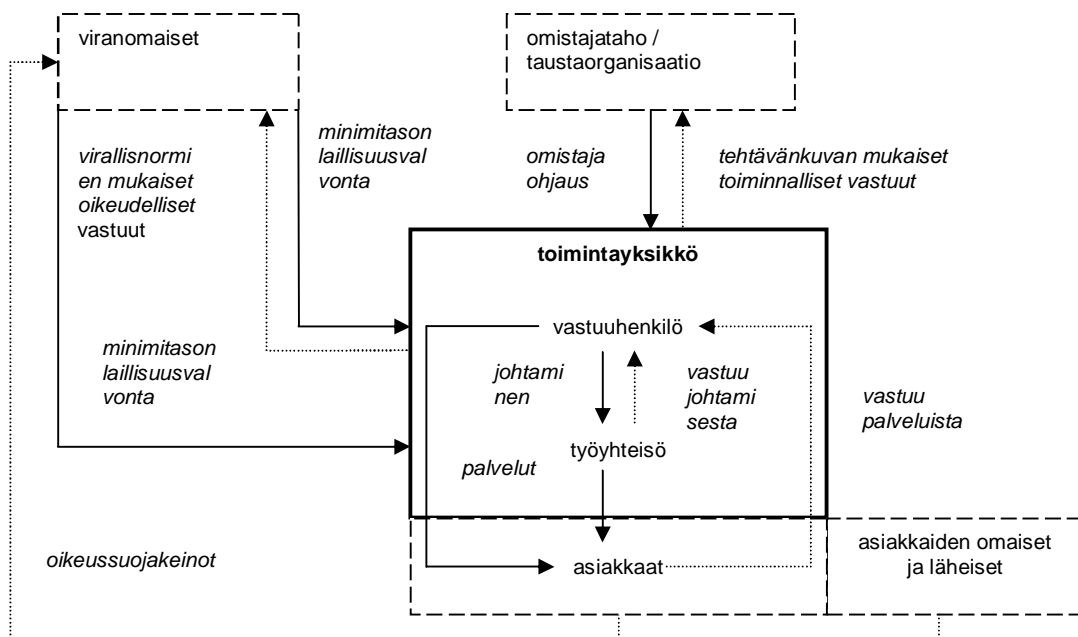 viranomaiset
omistajataho /
taustaorganisaatio
minimitason
laillisuusval
vonta
virallisnormi
en mukaiset
oikeudelliset
vastuut
omistaja
ohjaus
tehtävänkuvan mukaiset
toiminnalliset vastuut
toimintayksikkö
vastuuhenkilö
minimitason
laillisuusval
vonta
johtami
nen
vastuu
johtami
sesta
vastuu
palveluista
työyhteisö
palvelut
oikeussuojakeinot
asiakkaat
asiakkaiden omaiset
ja läheiset